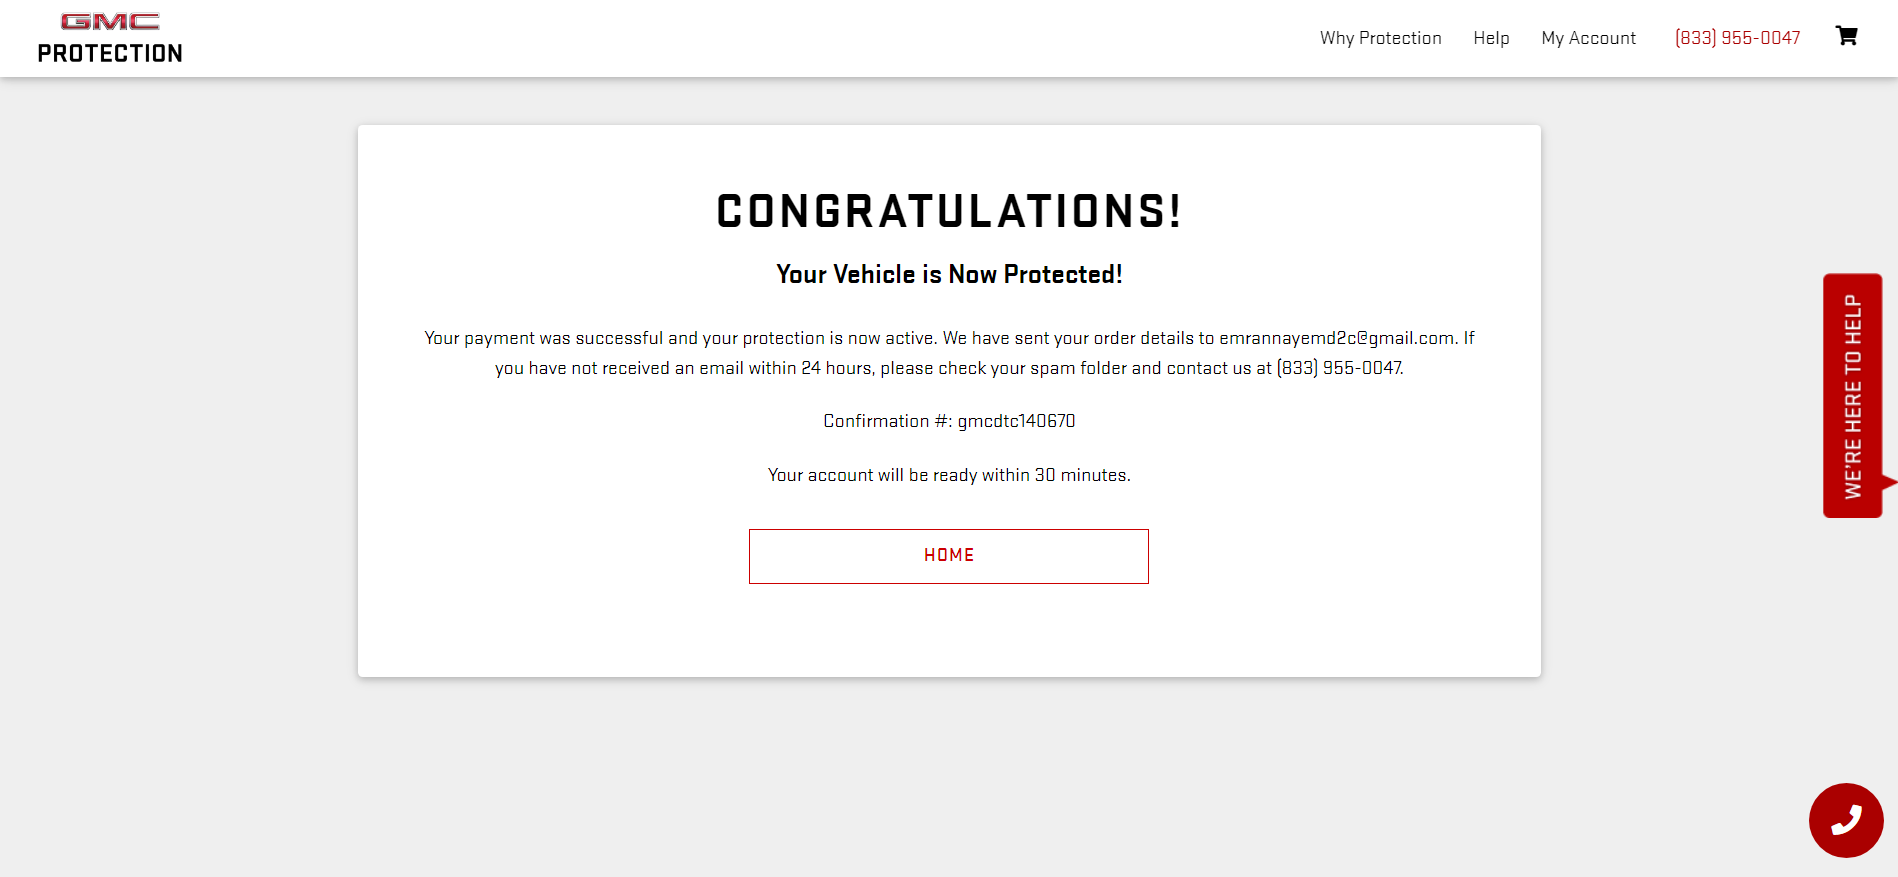 GMC
PROTECTION
Why Protection
Help
My Account
(833) 955-0047
CONGRATULATIONS!
Your Vehicle is Now Protected!
Your payment was successful and your protection is now active. We have sent your order details to emrannayemd2c@gmail.com. If
you have not received an email within 24 hours, please check your spam folder and contact us at (833) 955-0047.
Confirmation #: gmcdtc140670
Your account will be ready within 30 minutes.
HOME
WE'RE HERE TO HELP